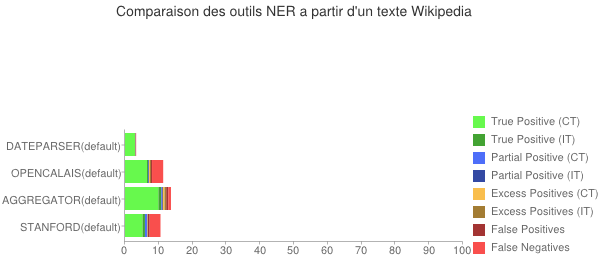 Comparaison des outils NER a partir d'un texte Wikipedia
DATEPARSER(default)
OPENCALAIS(default)
AGGREGATOR(default)
STANFORD(default)
0 10 20 30 40 50 60 70 80 90 100
True Positive (CT)
True Positive (IT)
Partial Positive (CT)
Partial Positive (IT)
Excess Positives (CT)
Excess Positives (IT)
False Positives
False Negatives